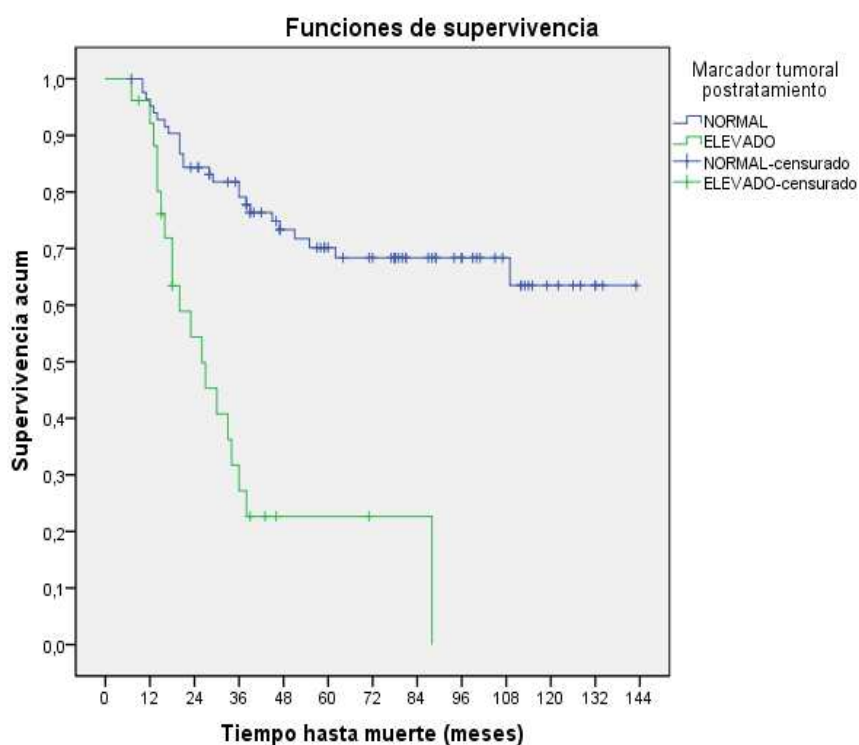 Funciones de supervivencia
Marcador tumoral
postratamiento
NORMAL
ELEVADO
NORMAL-censurado
ELEVADO-censurado
Supervivencia acum
1,0
0,9
0,8
0,7
0,6
0,5
0,4
0,3
0,2
0,1
0,0
0 12 24 36 48 60 72 84 96 108 120 132 144
Tiempo hasta muerte (meses)